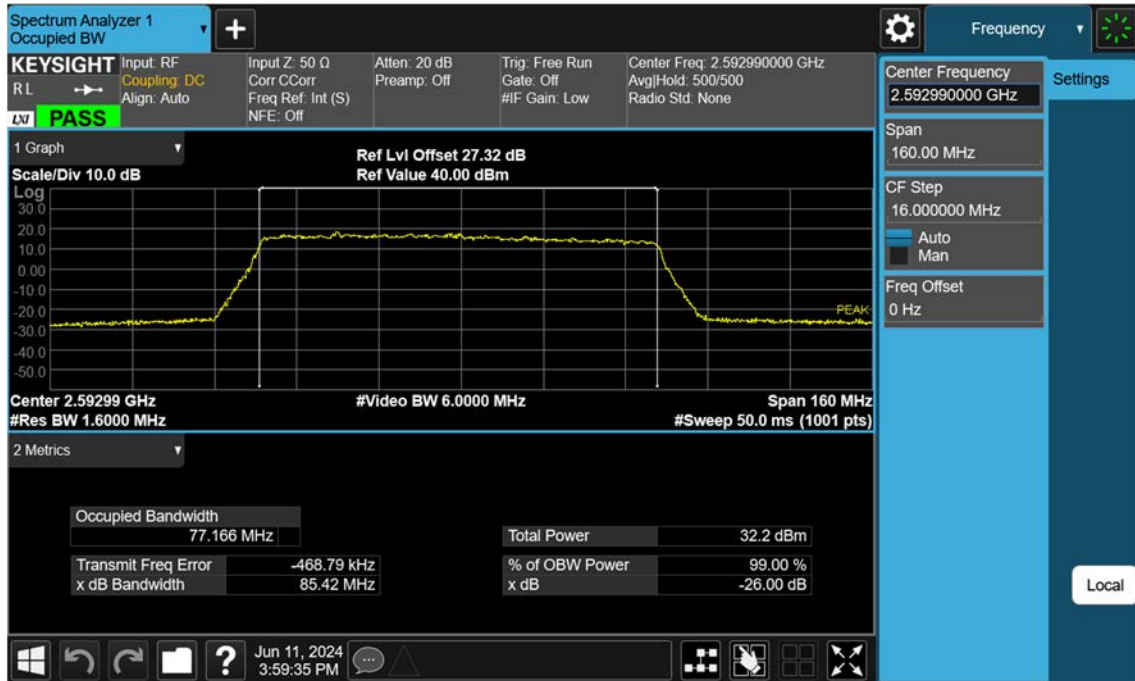 Spectrum Analyzer 1
Occupied BW
+
Frequency
KEYSIGHT
R L
LXI PASS
Input: RF
Coupling: DC
Align: Auto
Input Z: 50 Ω
Corr CCorr
Freq Ref: Int (S)
NFE: Off
Atten: 20 dB
Preamp: Off
Trig: Free Run
Gate: Off
#IF Gain: Low
Center Freq: 2.592990000 GHz
Avg|Hold: 500/500
Radio Std: None
Center Frequency
2.592990000 GHz
Settings
Span
160.00 MHz
CF Step
16.000000 MHz
Auto
Man
Freq Offset
0 Hz
Local
1 Graph
Scale/Div 10.0 dB
Ref Lvl Offset 27.32 dB
Ref Value 40.00 dBm
Log
30.0
20.0
10.0
0.00
-10.0
-20.0
-30.0
-40.0
-50.0
PEAK
Center 2.59299 GHz
#Video BW 6.0000 MHz
Span 160 MHz
#Res BW 1.6000 MHz
#Sweep 50.0 ms (1001 pts)
2 Metrics
Occupied Bandwidth
77.166 MHz
Total Power 32.2 dBm
Transmit Freq Error -468.79 kHz
% of OBW Power 99.00 %
x dB Bandwidth 85.42 MHz
x dB -26.00 dB
?
Jun 11, 2024
3:59:35 PM